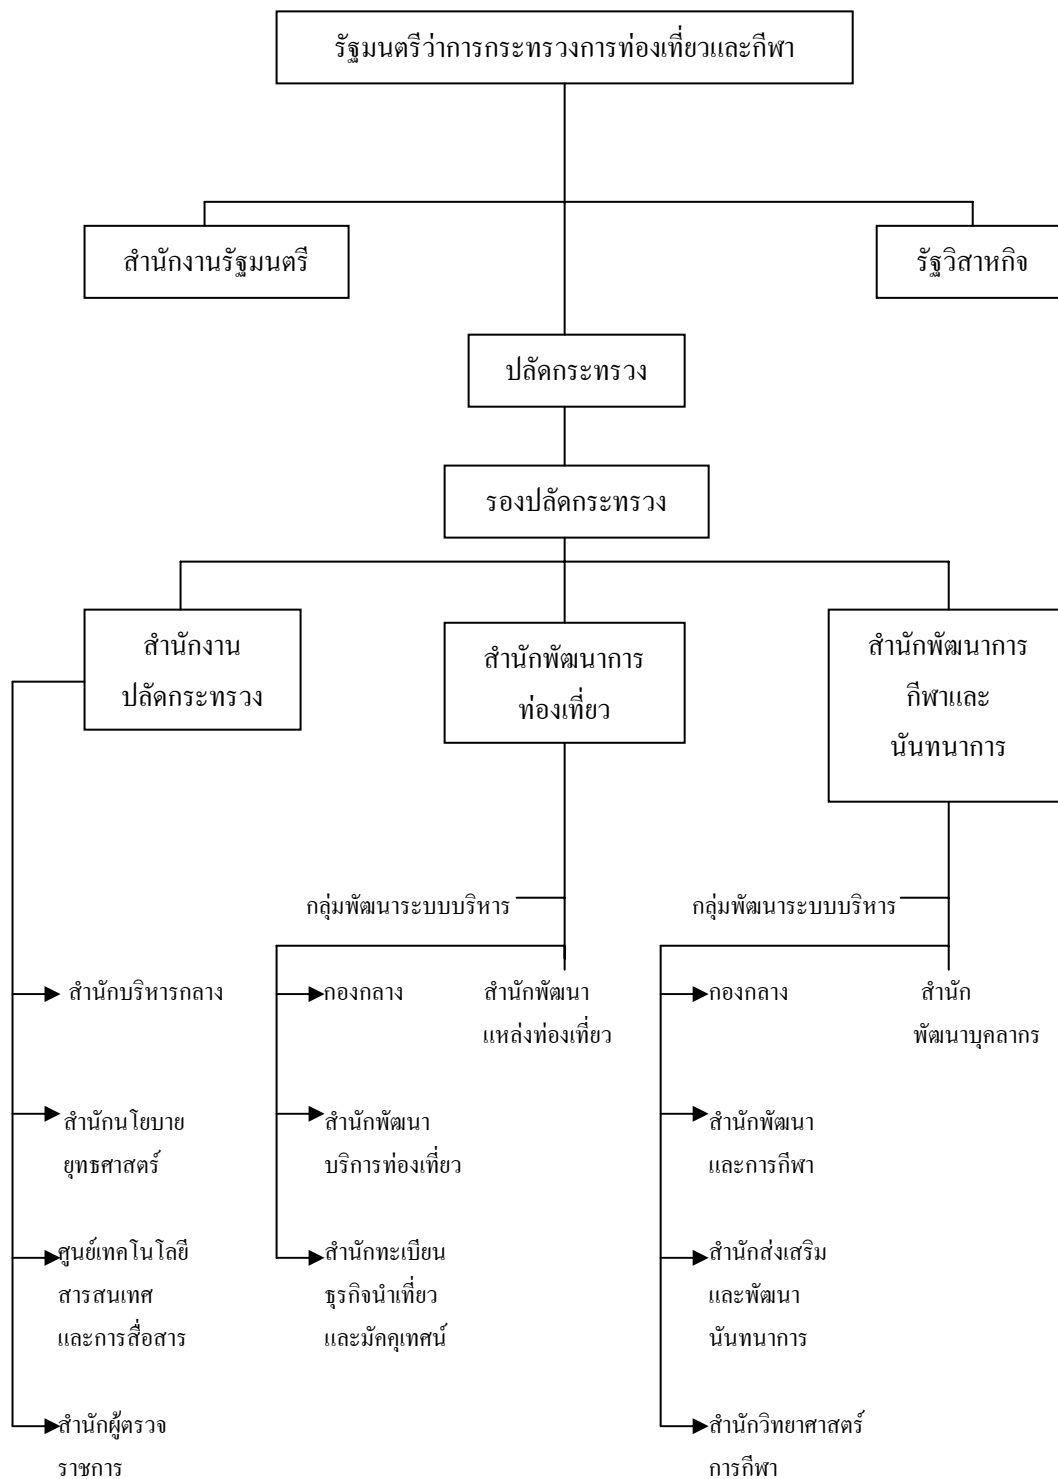 รัฐมนตรีว่าการกระทรวงการท่องเที่ยวและกีฬา
สำนักงานรัฐมนตรี
รัฐวิสาหกิจ
ปลัดกระทรวง
รองปลัดกระทรวง
สำนักงาน
ปลัดกระทรวง
สำนักพัฒนาการ
ท่องเที่ยว
สำนักพัฒนาการ
กีฬาและ
นันทนาการ
กลุ่มพัฒนาระบบบริหาร
กลุ่มพัฒนาระบบบริหาร
สำนักบริหารกลาง
สำนักนโยบาย
ยุทธศาสตร์
ศูนย์เทคโนโลยี
สารสนเทศ
และการสื่อสาร
สำนักผู้ตรวจ
ราชการ
กองกลาง
สำนักพัฒนา
บริการท่องเที่ยว
สำนักทะเบียน
ธุรกิจนำเที่ยว
และมัคคุเทศน์
สำนักพัฒนา
แหล่งท่องเที่ยว
กองกลาง
สำนักพัฒนา
และการกีฬา
สำนักส่งเสริม
และพัฒนา
นันทนาการ
สำนักวิทยาศาสตร์
การกีฬา
สำนัก
พัฒนาบุคลากร